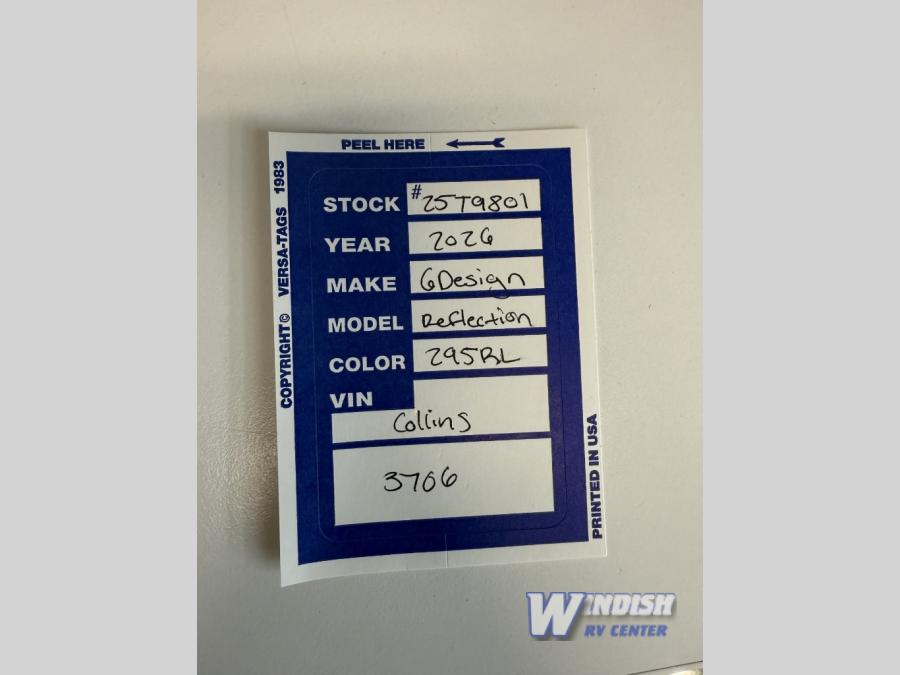 PEEL HERE
COPYRIGHT © VERSA-TAGS 1983
STOCK #25T9801
YEAR 2026
MAKE GDesign
MODEL Reflection
COLOR 295RL
VIN
Collins
3706
PRINTED IN USA
WINDISH
RV CENTER